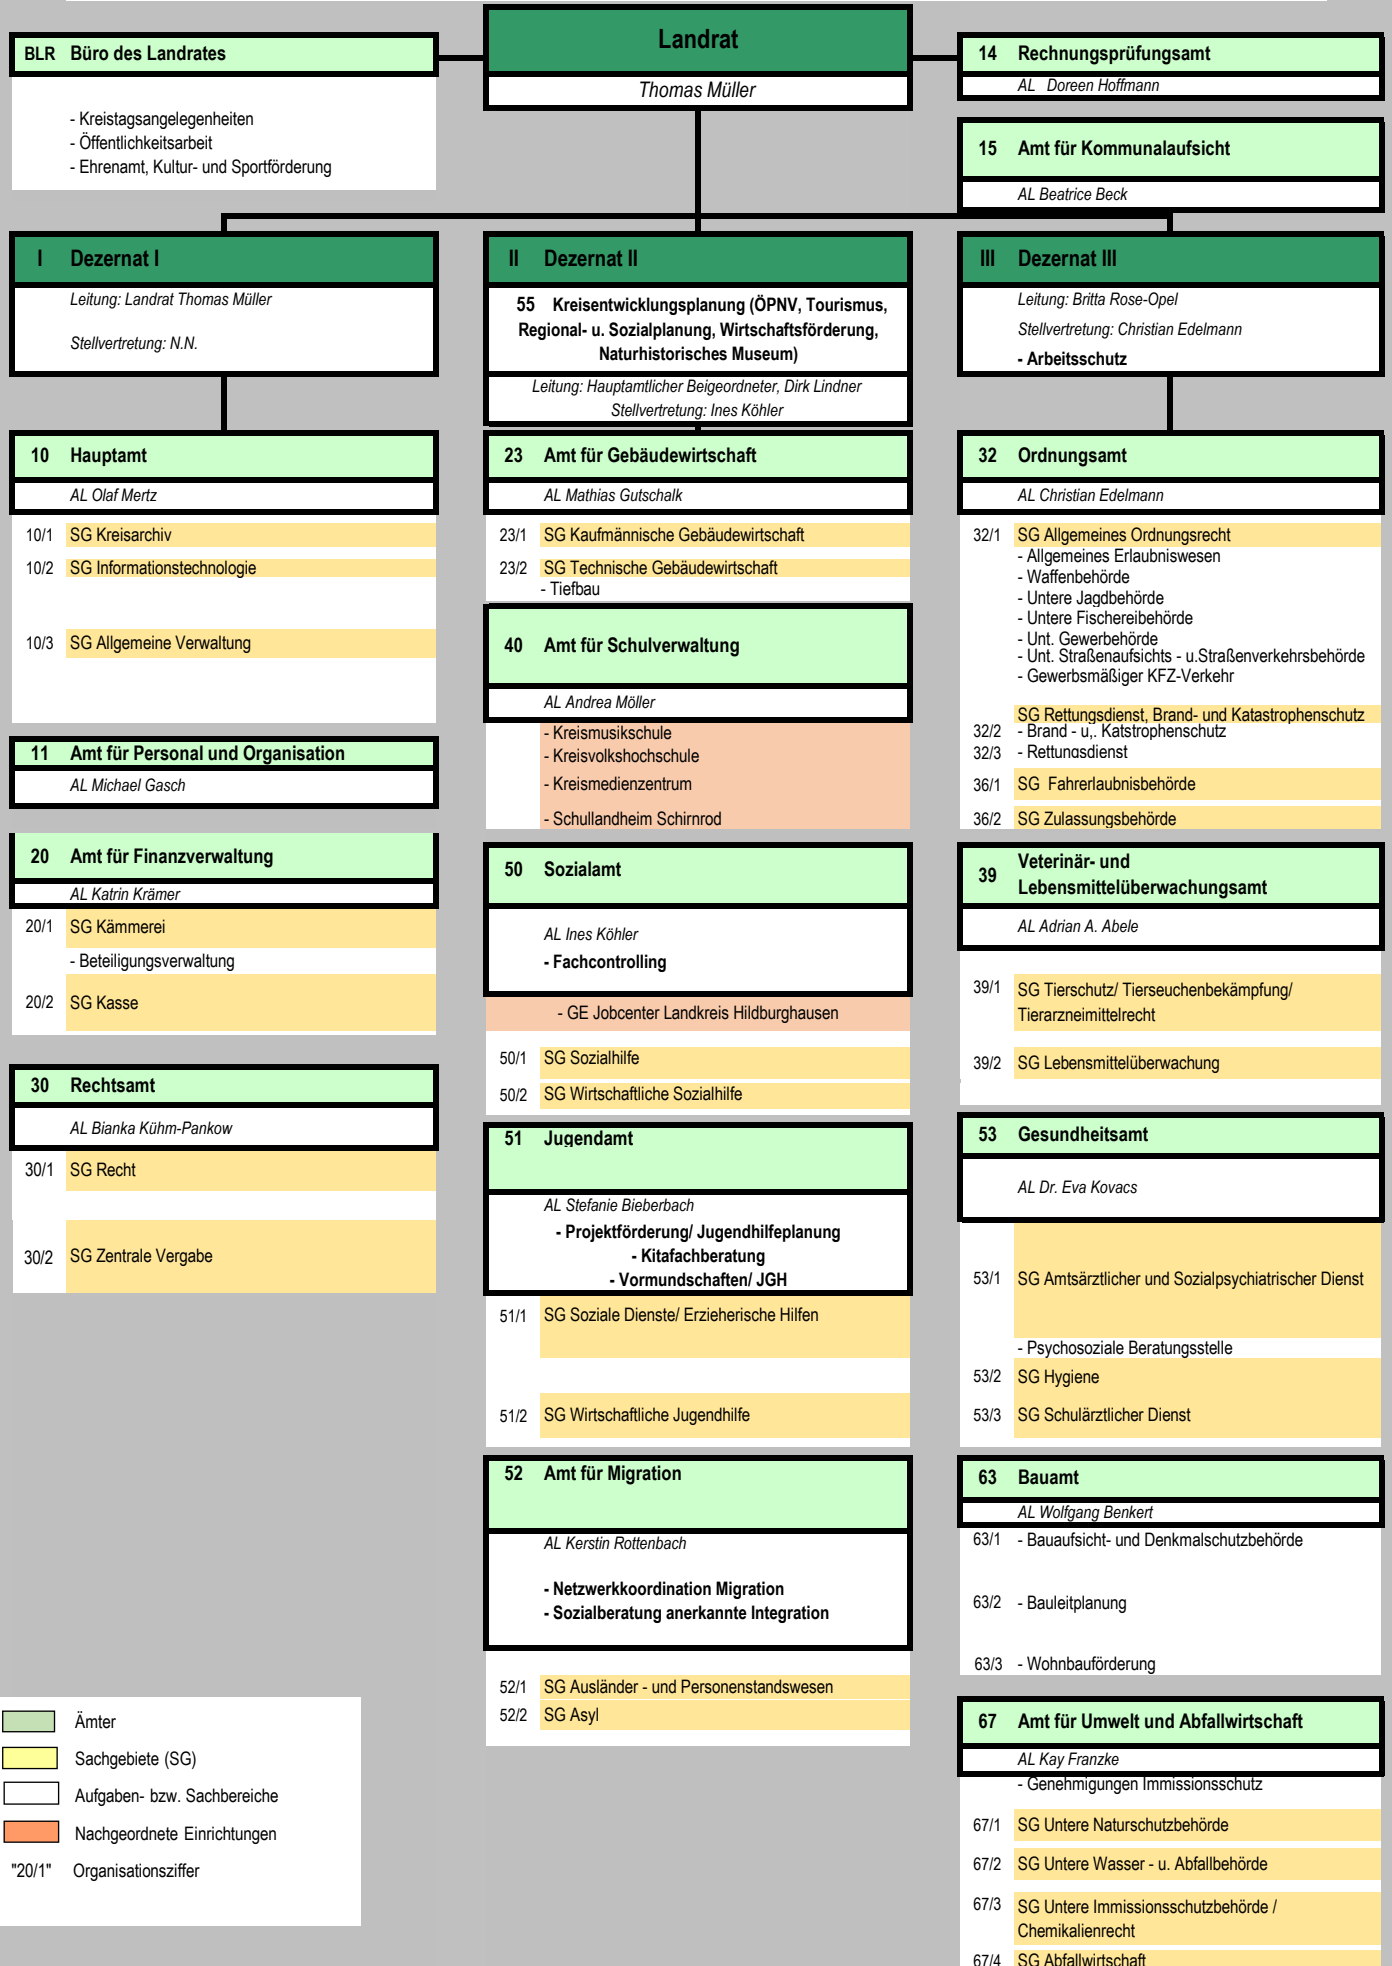 Landrat
Thomas Müller
BLR Büro des Landrates
- Kreistagsangelegenheiten
- Öffentlichkeitsarbeit
- Ehrenamt, Kultur- und Sportförderung
14 Rechnungsprüfungsamt
AL Doreen Hoffmann
15 Amt für Kommunalaufsicht
AL Beatrice Beck
I Dezernat I
Leitung: Landrat Thomas Müller
Stellvertretung: N.N.
10 Hauptamt
AL Olaf Mertz
10/1 SG Kreisarchiv
10/2 SG Informationstechnologie
10/3 SG Allgemeine Verwaltung
11 Amt für Personal und Organisation
AL Michael Gasch
20 Amt für Finanzverwaltung
AL Katrin Krämer
20/1 SG Kämmerei
- Beteiligungsverwaltung
20/2 SG Kasse
30 Rechtsamt
AL Bianka Kühm-Pankow
30/1 SG Recht
30/2 SG Zentrale Vergabe
II Dezernat II
55 Kreisentwicklungsplanung (ÖPNV, Tourismus,
Regional- u. Sozialplanung, Wirtschaftsförderung,
Naturhistorisches Museum)
Leitung: Hauptamtlicher Beigeordneter, Dirk Lindner
Stellvertretung: Ines Köhler
23 Amt für Gebäudewirtschaft
AL Mathias Gutschalk
23/1 SG Kaufmännische Gebäudewirtschaft
23/2 SG Technische Gebäudewirtschaft
- Tiefbau
40 Amt für Schulverwaltung
AL Andrea Möller
- Kreismusikschule
- Kreisvolkshochschule
- Kreismedienzentrum
- Schullandheim Schirnrod
50 Sozialamt
AL Ines Köhler
- Fachcontrolling
- GE Jobcenter Landkreis Hildburghausen
50/1 SG Sozialhilfe
50/2 SG Wirtschaftliche Sozialhilfe
51 Jugendamt
AL Stefanie Bieberbach
- Projektförderung/ Jugendhilfeplanung
- Kitafachberatung
- Vormundschaften/ JGH
51/1 SG Soziale Dienste/ Erzieherische Hilfen
51/2 SG Wirtschaftliche Jugendhilfe
52 Amt für Migration
AL Kerstin Rottenbach
- Netzwerkkoordination Migration
- Sozialberatung anerkannte Integration
52/1 SG Ausländer - und Personenstandswesen
52/2 SG Asyl
III Dezernat III
Leitung: Britta Rose-Opel
Stellvertretung: Christian Edelmann
- Arbeitsschutz
32 Ordnungsamt
AL Christian Edelmann
32/1 SG Allgemeines Ordnungsrecht
- Allgemeines Erlaubniswesen
- Waffenbehörde
- Untere Jagdbehörde
- Untere Fischereibehörde
- Unt. Gewerbehörde
- Unt. Straßenaufsichts - u.Straßenverkehrsbehörde
- Gewerbsmäßiger KFZ-Verkehr
SG Rettungsdienst, Brand- und Katastrophenschutz
32/2 - Brand - u,. Katstrophenschutz
32/3 - Rettungsdienst
36/1 SG Fahrerlaubnisbehörde
36/2 SG Zulassungsbehörde
39 Veterinär- und
Lebensmittelüberwachungsamt
AL Adrian A. Abele
39/1 SG Tierschutz/ Tierseuchenbekämpfung/
Tierarzneimittelrecht
39/2 SG Lebensmittelüberwachung
53 Gesundheitsamt
AL Dr. Eva Kovacs
53/1 SG Amtsärztlicher und Sozialpsychiatrischer Dienst
- Psychosoziale Beratungsstelle
53/2 SG Hygiene
53/3 SG Schulärztlicher Dienst
63 Bauamt
AL Wolfgang Benkert
63/1 - Bauaufsicht- und Denkmalschutzbehörde
63/2 - Bauleitplanung
63/3 - Wohnbauförderung
67 Amt für Umwelt und Abfallwirtschaft
AL Kay Franzke
- Genehmigungen Immissionsschutz
67/1 SG Untere Naturschutzbehörde
67/2 SG Untere Wasser - u. Abfallbehörde
67/3 SG Untere Immissionsschutzbehörde /
Chemikalienrecht
67/4 SG Abfallwirtschaft
Ämter
Sachgebiete (SG)
Aufgaben- bzw. Sachbereiche
Nachgeordnete Einrichtungen
"20/1" Organisationsziffer